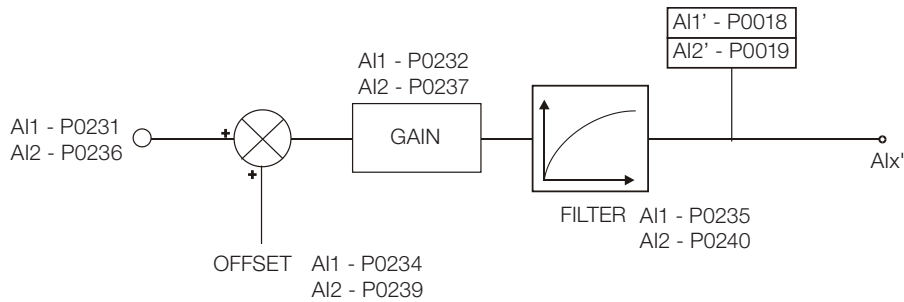 AI1' - P0018
AI2' - P0019
AI1 - P0232
AI2 - P0237
AI1 - P0231
AI2 - P0236
GAIN
AIx'
FILTER AI1 - P0235
AI2 - P0240
OFFSET AI1 - P0234
AI2 - P0239